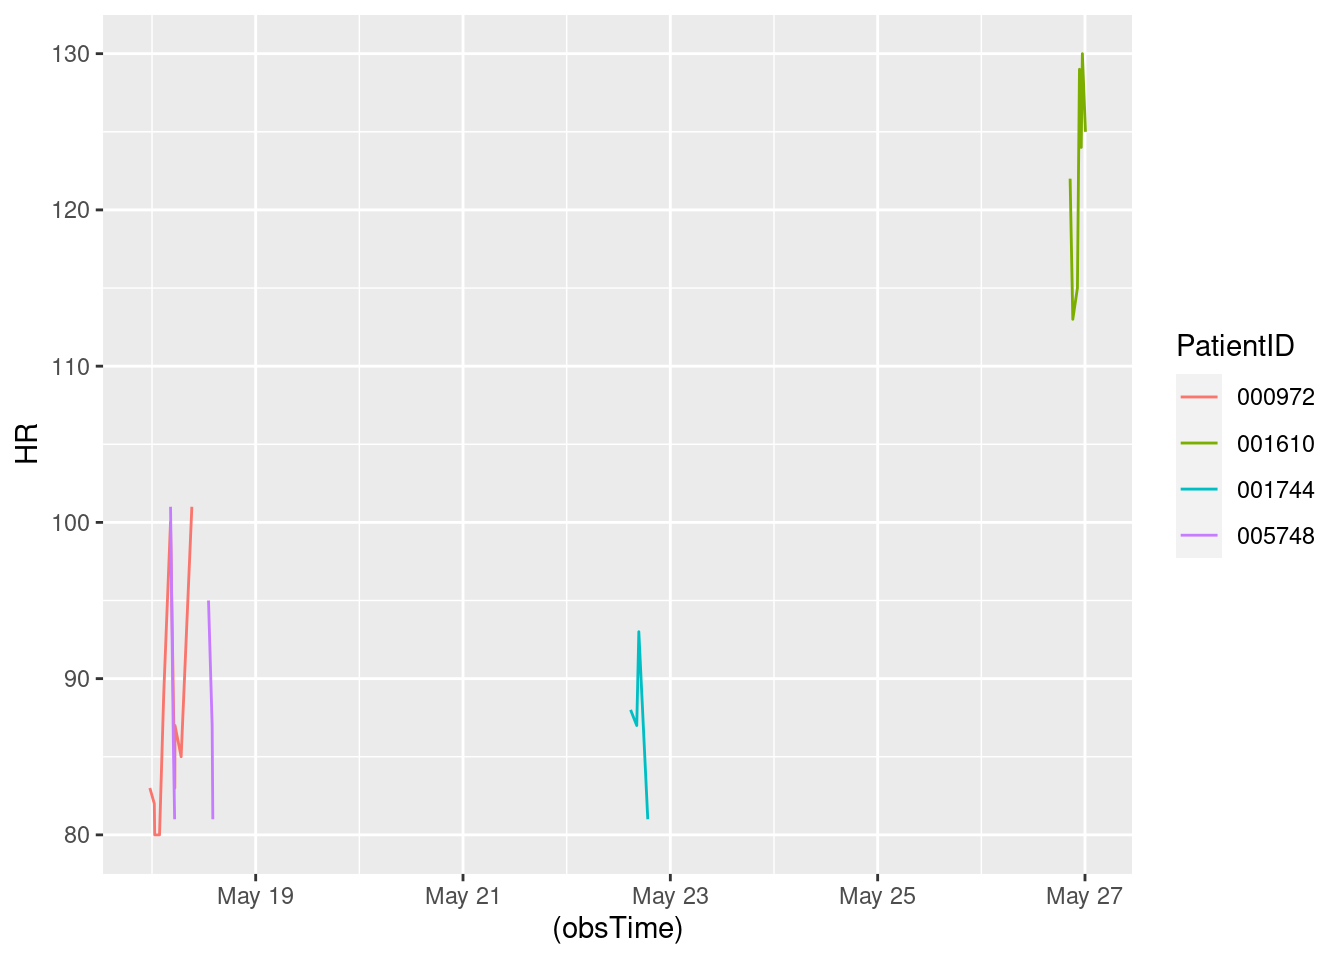 130
120
110
100
90
80
HR
May 19
May 21
May 23
May 25
May 27
(obsTime)
PatientID
000972
001610
001744
005748